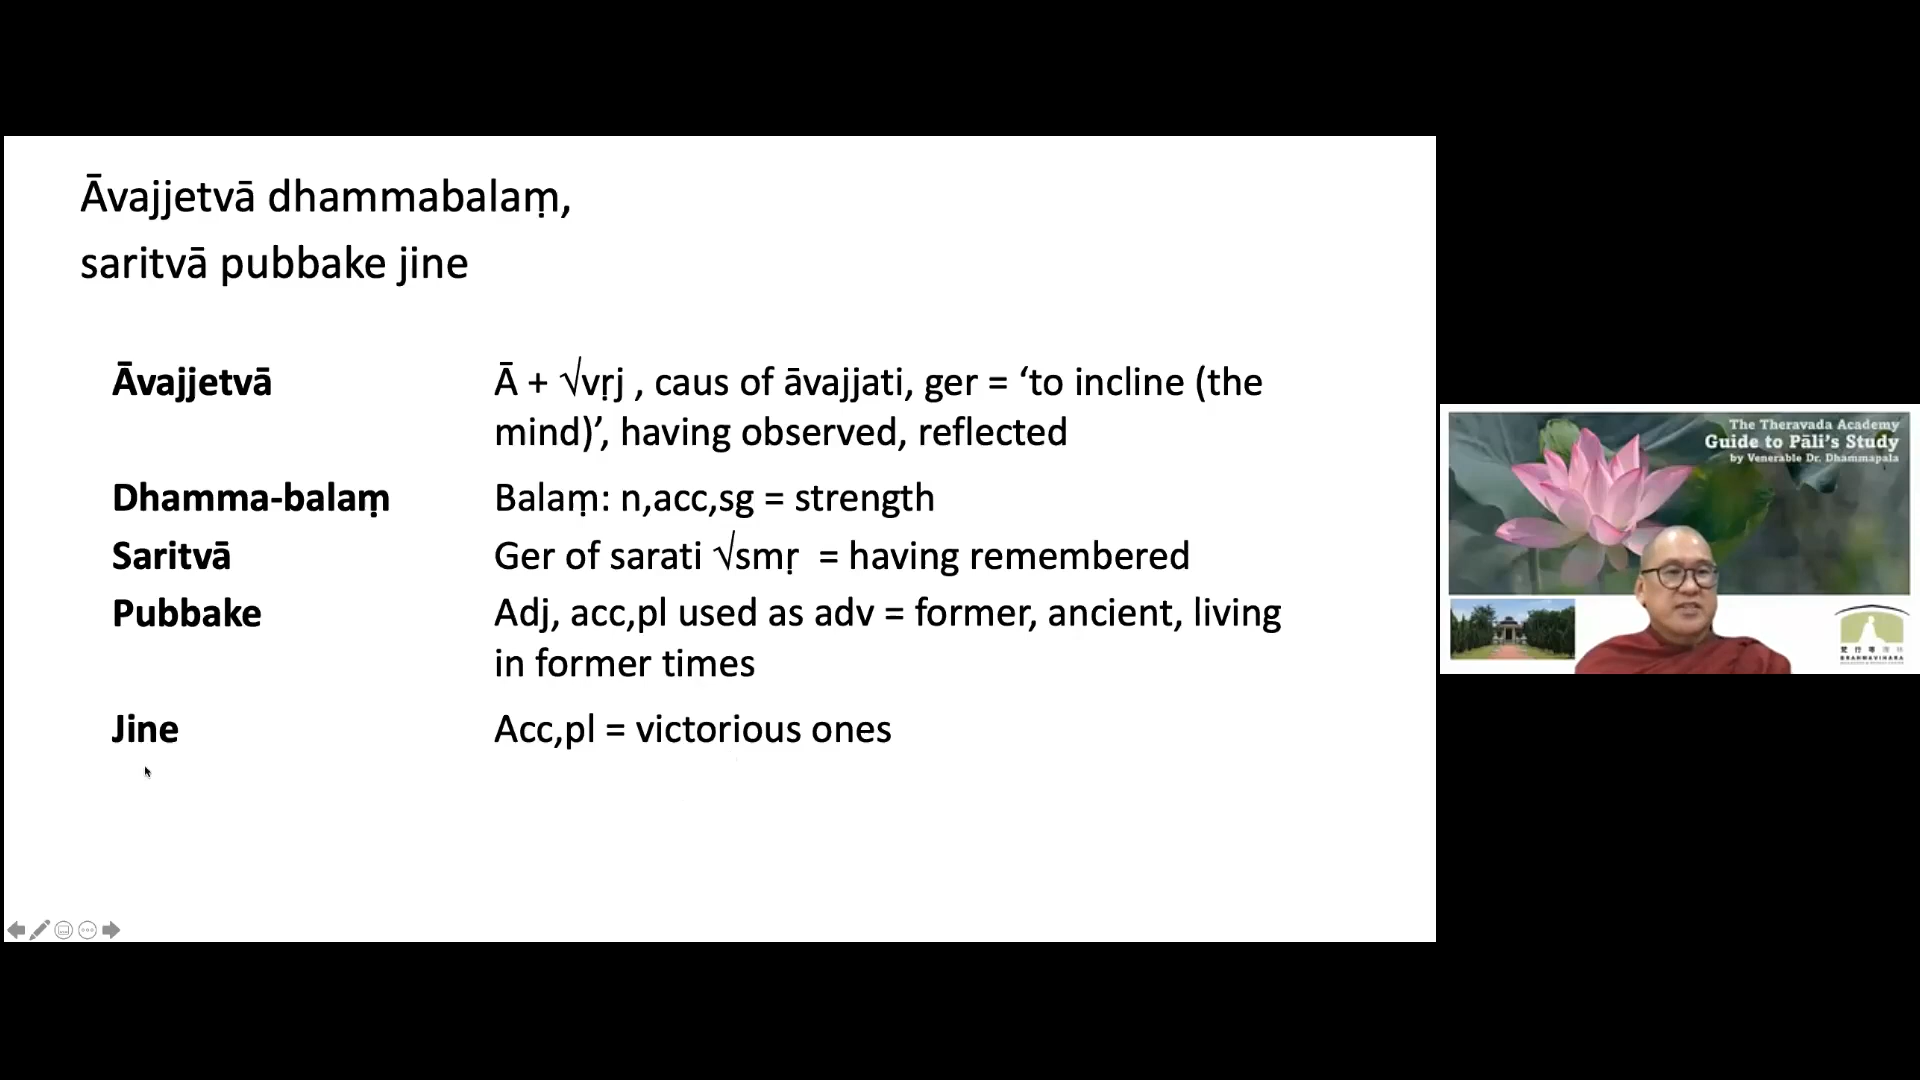 Āvajjetvā dhammabalaṃ,
saritvā pubbake jine
Āvajjetvā Ā + √vṛj , caus of āvajjati, ger = ‘to incline (the
mind)’, having observed, reflected
Dhamma-balaṃ Balaṃ: n,acc,sg = strength
Saritvā Ger of sarati √smṛ = having remembered
Pubbake Adj, acc,pl used as adv = former, ancient, living
in former times
Jine Acc,pl = victorious ones
The Theravada Academy
Guide to Pāli’s Study
by Venerable Dr. Dhammapala
BRAHMAVIHARA